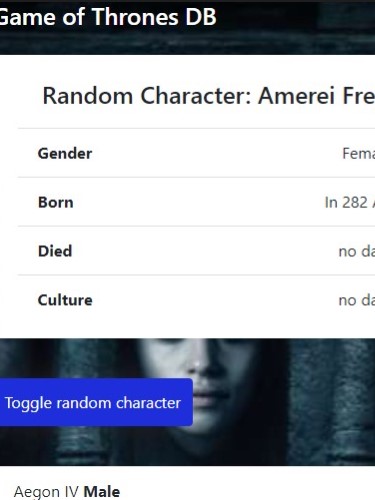 Game of Thrones DB
Random Character: Amerei Fre
Gender Fema
Born In 282 A
Died no da
Culture no da
Toggle random character
Aegon IV Male